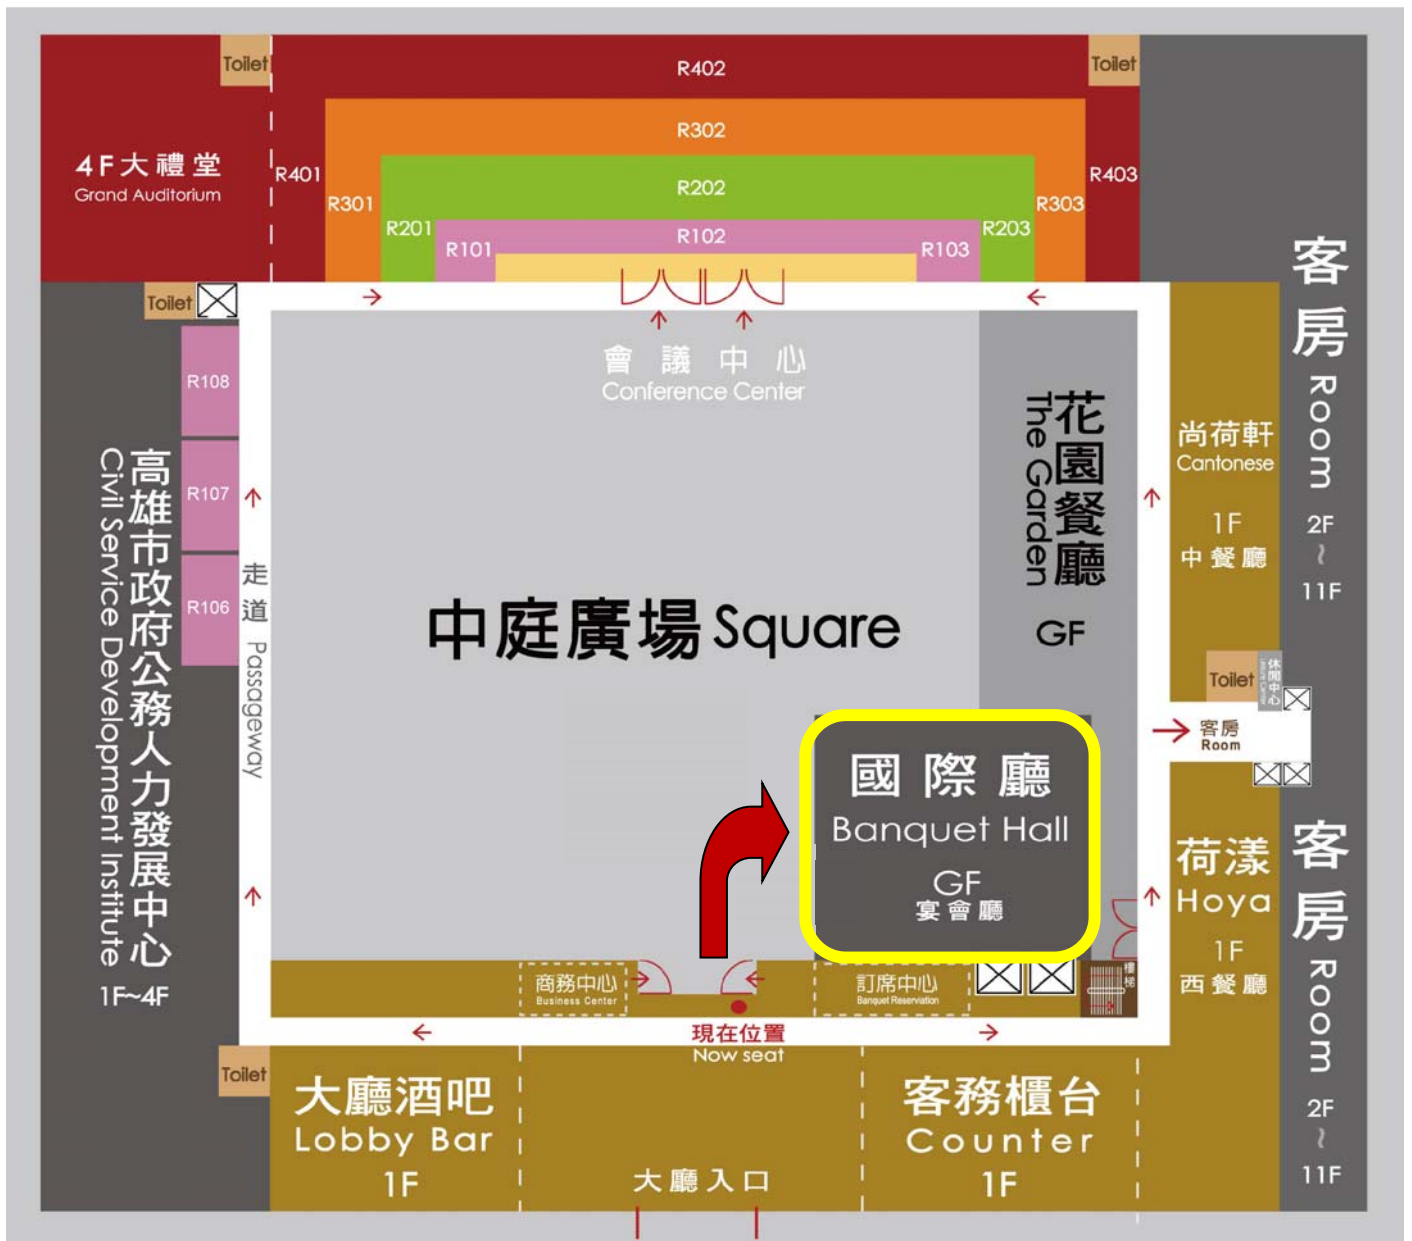 Toilet
R402
Toilet
R302
4F大禮堂
Grand Auditorium
R401
R202
R403
R301
R303
R201
R102
R203
R101
R103
Toilet
會議中心
Conference Center
R108
R107
R106
走道
Passageway
高雄市政府公務人力發展中心
Civil Service Development Institute
1F~4F
中庭廣場 Square
花園餐廳
The Garden
GF
尚荷軒
Cantonese
1F
中餐廳
客房 Room
2F
~
11F
Toilet
休閒中心
客房
Room
國際廳
Banquet Hall
GF
宴會廳
荷漾
Hoya
1F
西餐廳
客房 Room
2F
~
11F
商務中心
Business Center
訂席中心
Banquet Reservation
樓梯
現在位置
Now seat
Toilet
大廳酒吧
Lobby Bar
1F
大廳入口
客務櫃台
Counter
1F